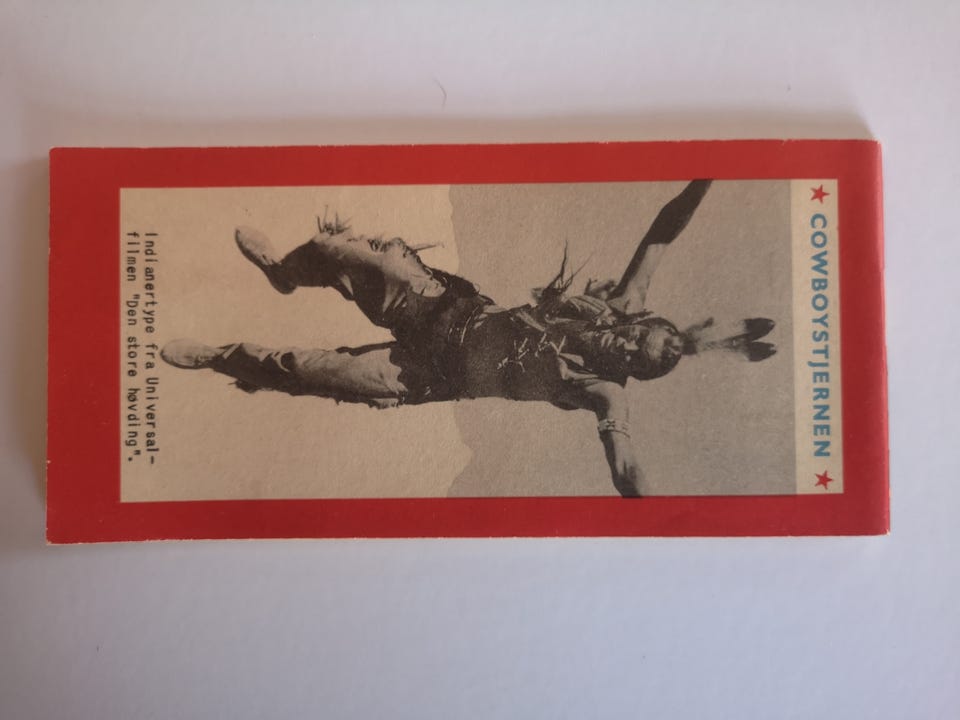 ★ COWBOYSTJERNEN ★
Indianertype fra Universal-
filmen "Den store høvding".